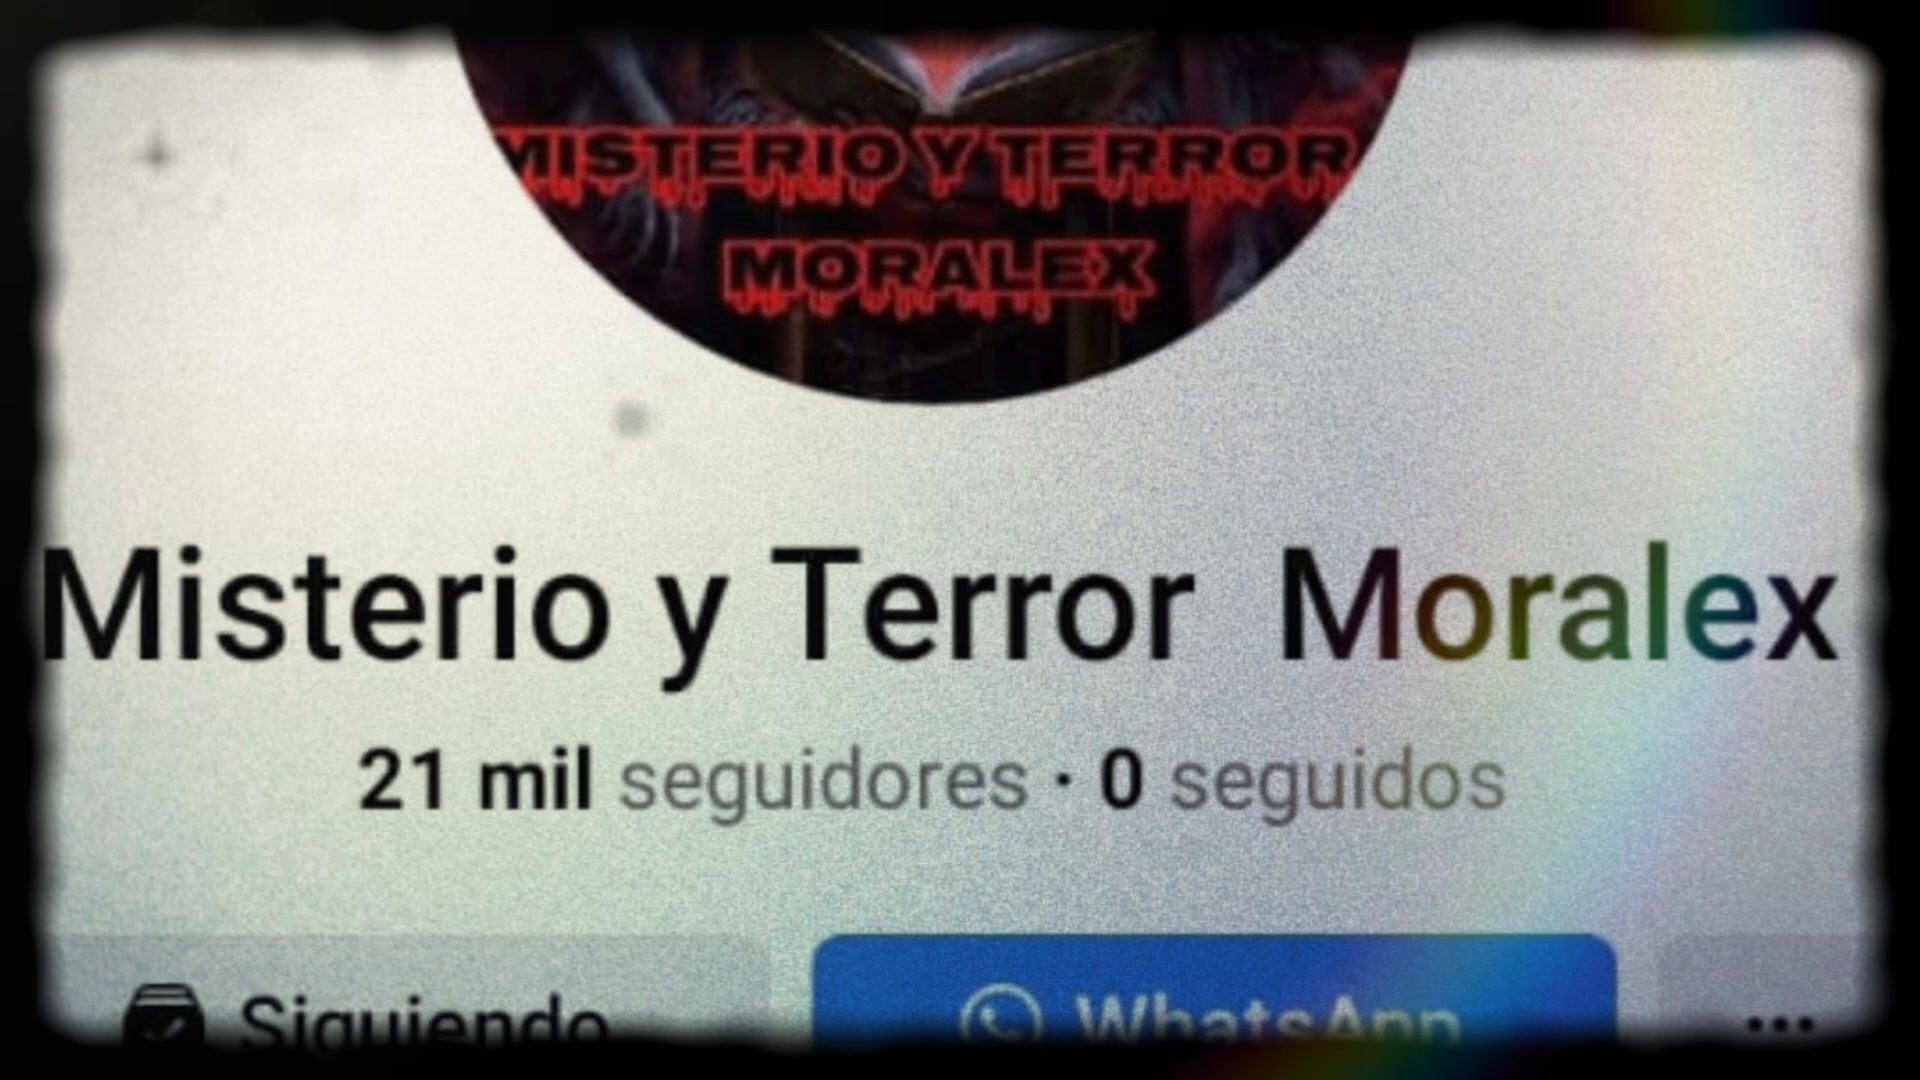 MISTERIO Y TERROR
MORALEX
Misterio y Terror Moralex
21 mil seguidores · 0 seguidos
Siguiendo
WhatsApp